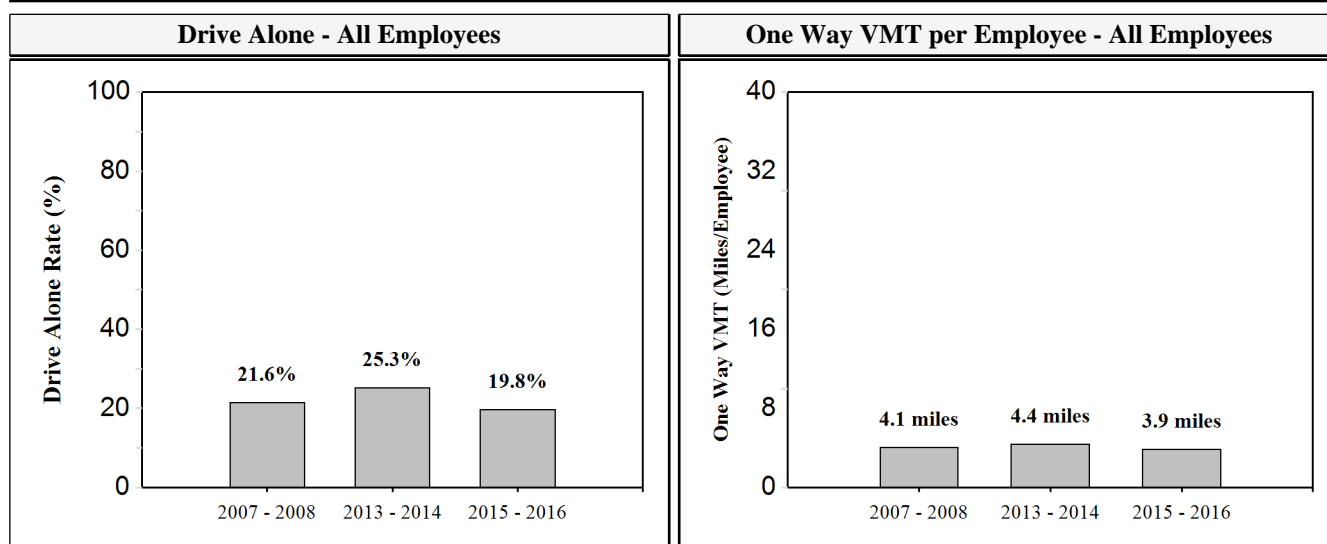 Drive Alone - All Employees
One Way VMT per Employee - All Employees
Drive Alone Rate (%)
100
80
60
40
20
0
21.6%
25.3%
19.8%
2007 - 2008
2013 - 2014
2015 - 2016
One Way VMT (Miles/Employee)
40
32
24
16
8
0
4.1 miles
4.4 miles
3.9 miles
2007 - 2008
2013 - 2014
2015 - 2016